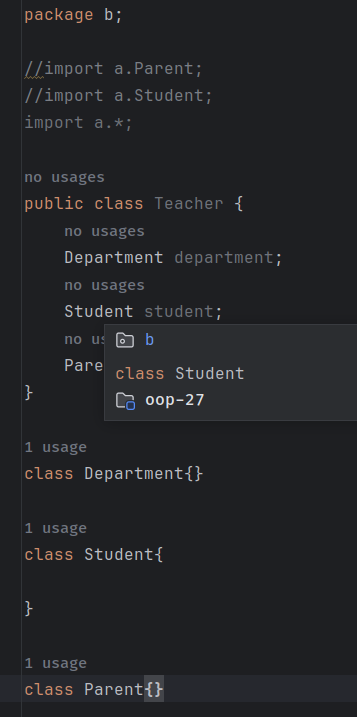 package b;
//import a.Parent;
//import a.Student;
import a.*;
no usages
public class Teacher {
no usages
Department department;
no usages
Student student;
no us
Pare
b
class Student
oop-27
}
1 usage
class Department{}
1 usage
class Student{
}
1 usage
class Parent{}